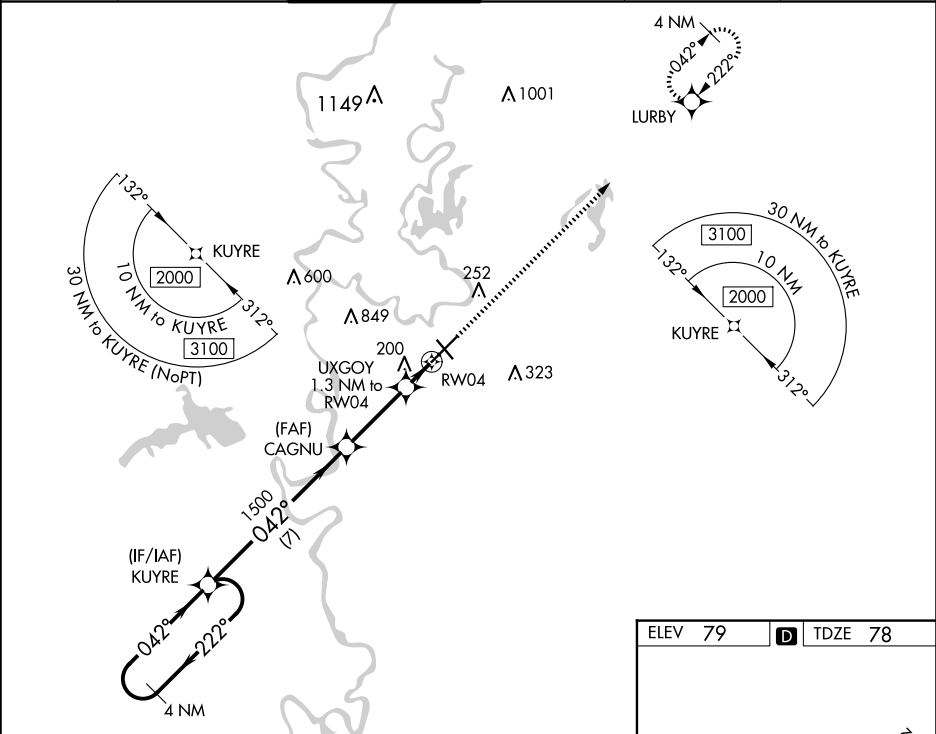 4 NM
042°
222°
LURBY
1149
1001
132°
KUYRE
2000
10 NM to KUYRE
312°
30 NM to KUYRE (NoPT)
3100
600
849
252
200
323
30 NM to KUYRE
3100
132°
10 NM
2000
KUYRE
312°
UXGOY
1.3 NM to
RW04
RW04
(FAF)
CAGNU
1500
042°
(7)
(IF/IAF)
KUYRE
042°
222°
4 NM
ELEV 79
D
TDZE 78